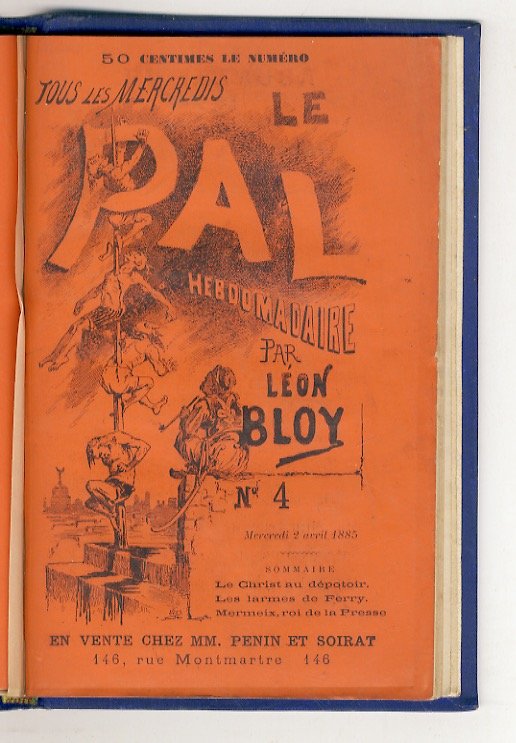 50 CENTIMES LE NUMÉRO
TOUS LES MERCREDIS
LE
PAL
HEBDOMADAIRE
PAR
LÉON
BLOY
No 4
Mercredi 2 avril 1885
SOMMAIRE
Le Christ au dépotoir.
Les larmes de Ferry.
Mermeix, roi de la Presse
EN VENTE CHEZ MM. PENIN ET SOIRAT
146, rue Montmartre 146